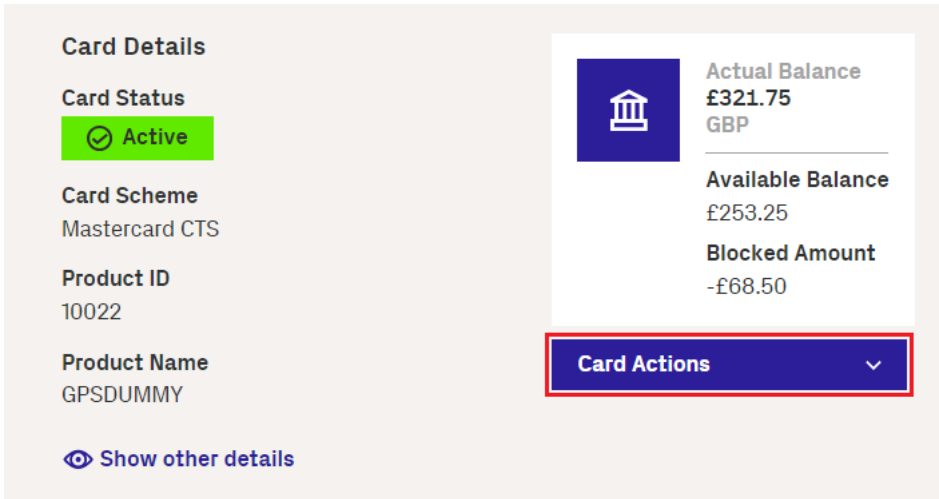 Card Details
Card Status
Active
Card Scheme
Mastercard CTS
Product ID
10022
Product Name
GPSDUMMY
Show other details
Actual Balance
£321.75
GBP
Available Balance
£253.25
Blocked Amount
-£68.50
Card Actions